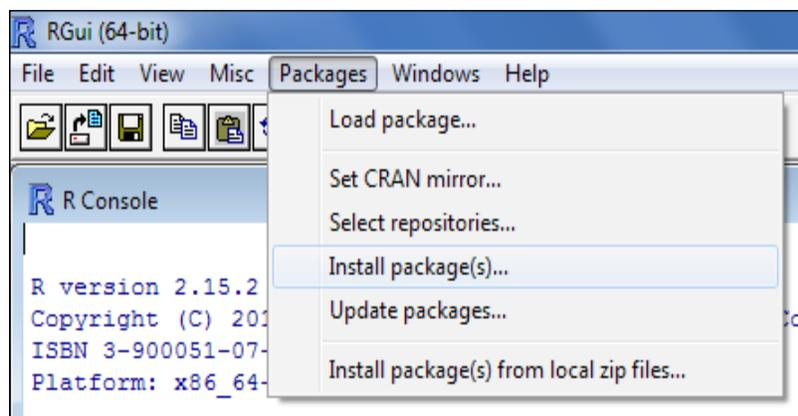 RGui (64-bit)
File Edit View Misc Packages Windows Help
Load package...
Set CRAN mirror...
Select repositories...
Install package(s)...
Update packages...
Install package(s) from local zip files...
R Console
R version 2.15.2
Copyright (C) 201
ISBN 3-900051-07-
Platform: x86_64-